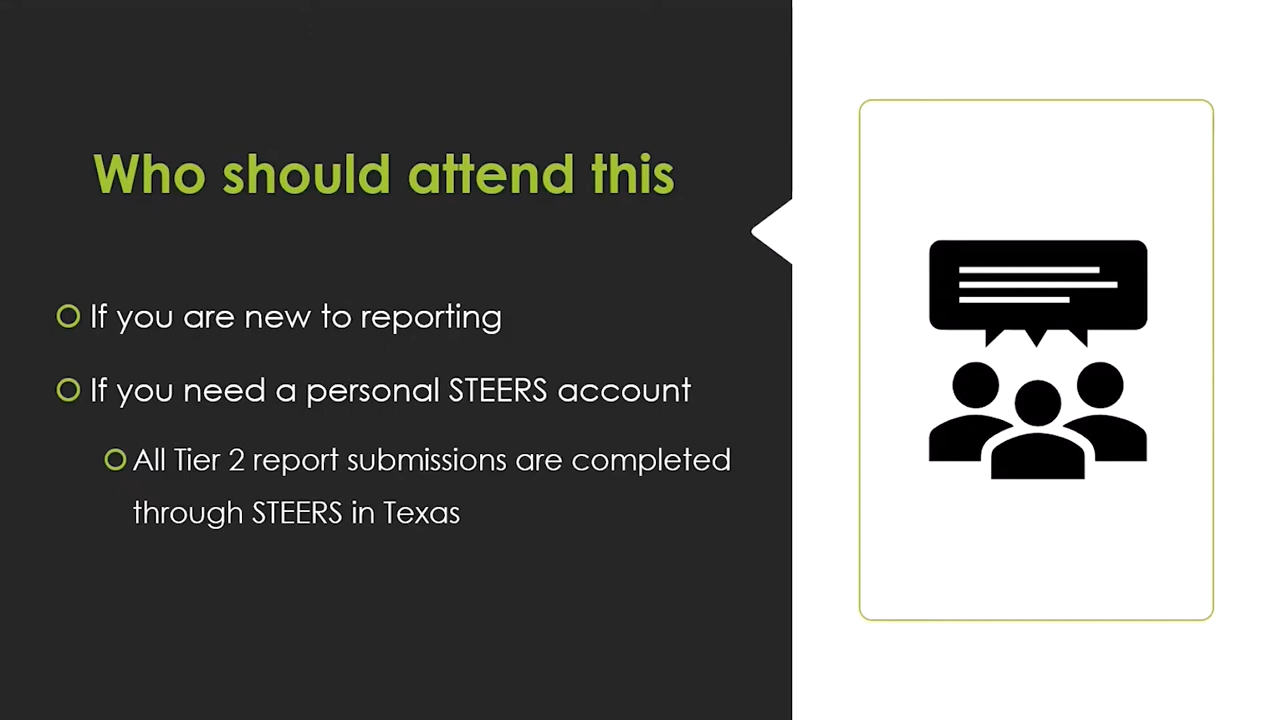 Who should attend this
If you are new to reporting
If you need a personal STEERS account
All Tier 2 report submissions are completed
through STEERS in Texas